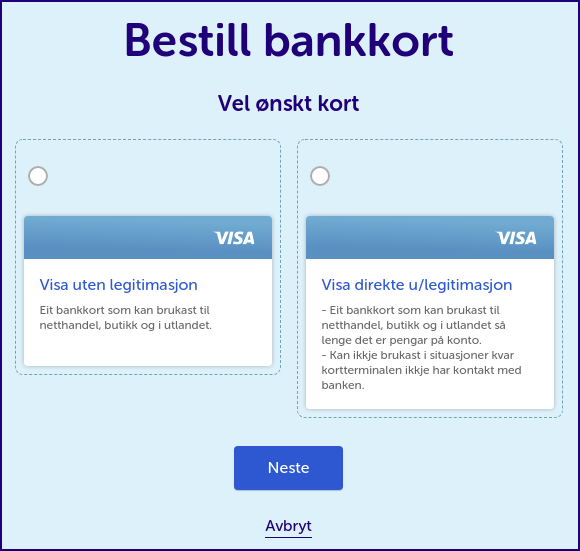 Bestill bankkort
Vel ønskt kort
VISA
Visa uten legitimasjon
Eit bankkort som kan brukast til
netthandel, butikk og i utlandet.
VISA
Visa direkte u/legitimasjon
- Eit bankkort som kan brukast til
netthandel, butikk og i utlandet så
lenge det er pengar på konto.
- Kan ikkje brukast i situasjoner kvar
kortterminalen ikkje har kontakt med
banken.
Neste
Avbryt